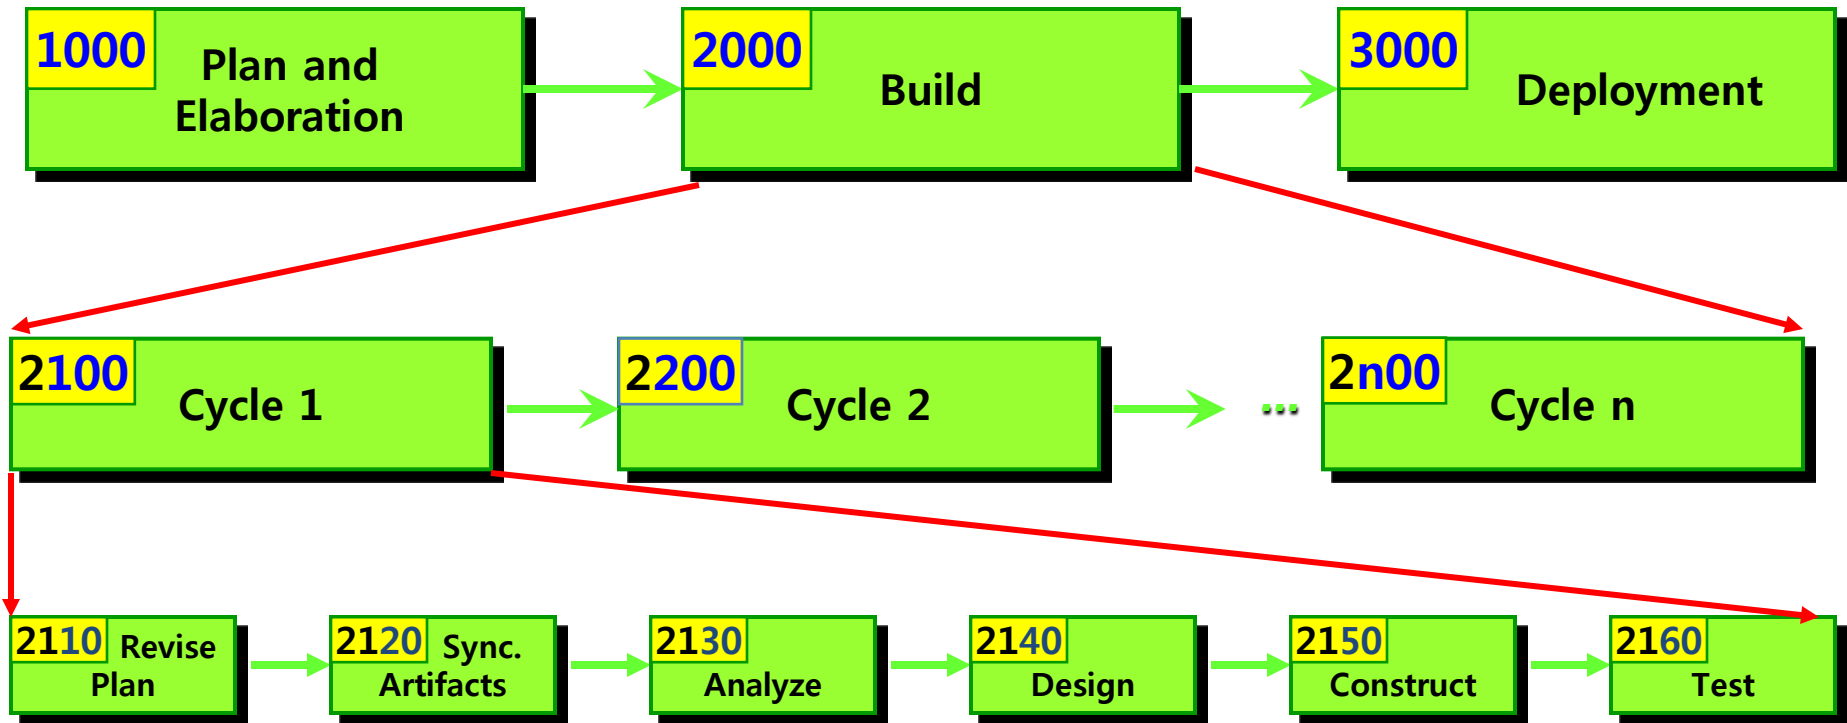 1000
Plan and
Elaboration
2000
Build
3000
Deployment
2100
Cycle 1
2200
Cycle 2
...
2n00
Cycle n
2110 Revise
Plan
2120 Sync.
Artifacts
2130
Analyze
2140
Design
2150
Construct
2160
Test